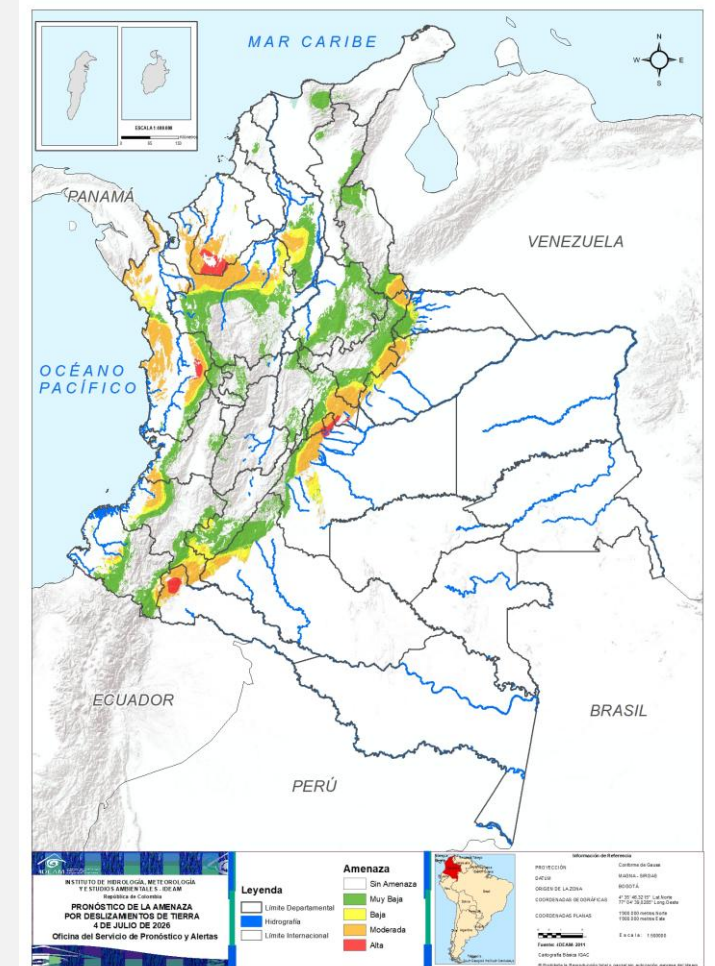 MAR CARIBE
N
W E
S
ESCALA 1:
PANAMÁ
VENEZUELA
OCÉANO
PACÍFICO
ECUADOR
BRASIL
PERÚ
IDEAM
INSTITUTO DE HIDROLOGÍA, METEOROLOGÍA
Y ESTUDIOS AMBIENTALES - IDEAM
República de Colombia
PRONÓSTICO DE LA AMENAZA
POR DESLIZAMIENTOS DE TIERRA
4 DE JULIO DE 2026
Oficina del Servicio de Pronóstico y Alertas
Leyenda
Límite Departamental
Hidrografía
Límite Internacional
Amenaza
Sin Amenaza
Muy Baja
Baja
Moderada
Alta
Información de Referencia
PROYECCIÓN Conforme de Gauss
DATUM MAGNA - SIRGAS
ORIGEN DE LA ZONA BOGOTÁ
COORDENADAS GEOGRÁFICAS
COORDENADAS PLANAS
Escala:
Fuente: IDEAM 2011
Cartografía Básica IGAC